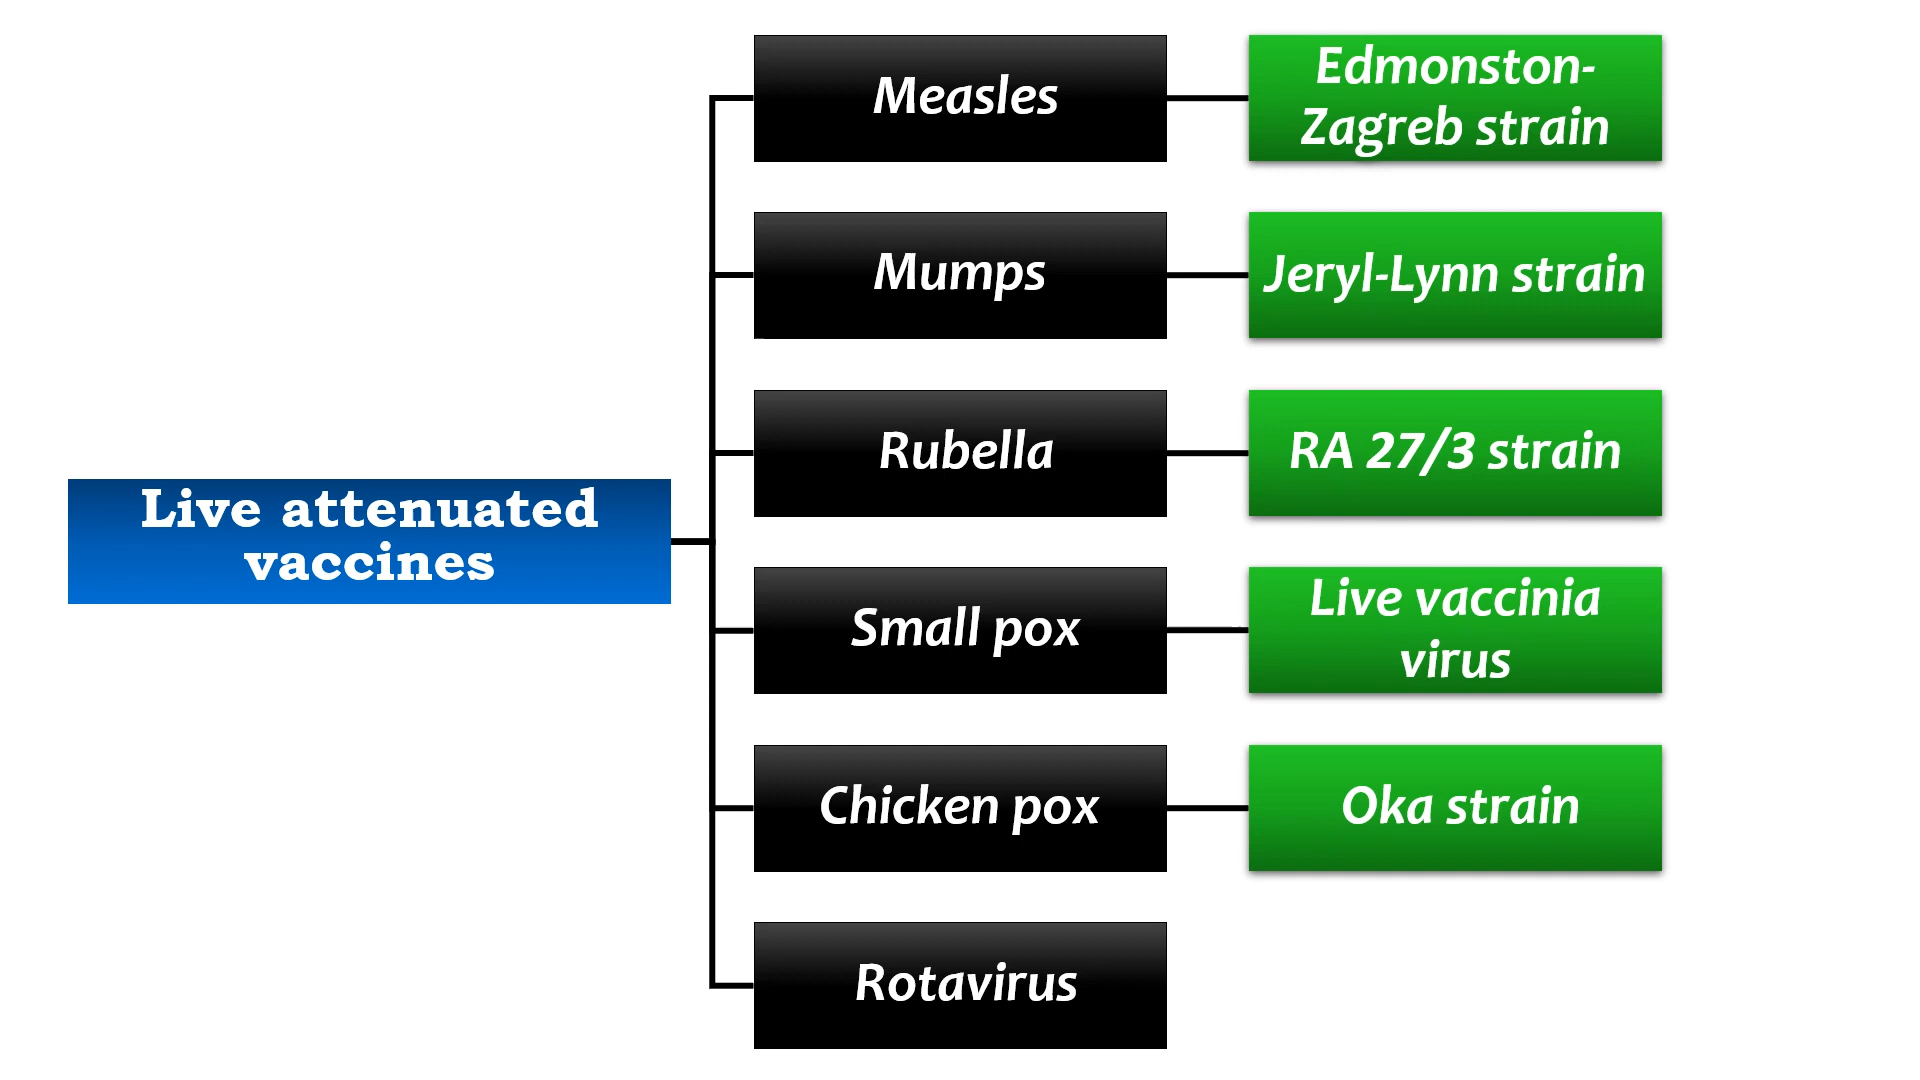 Live attenuated
vaccines
Measles
Edmonston-
Zagreb strain
Mumps
Jeryl-Lynn strain
Rubella
RA 27/3 strain
Small pox
Live vaccinia
virus
Chicken pox
Oka strain
Rotavirus